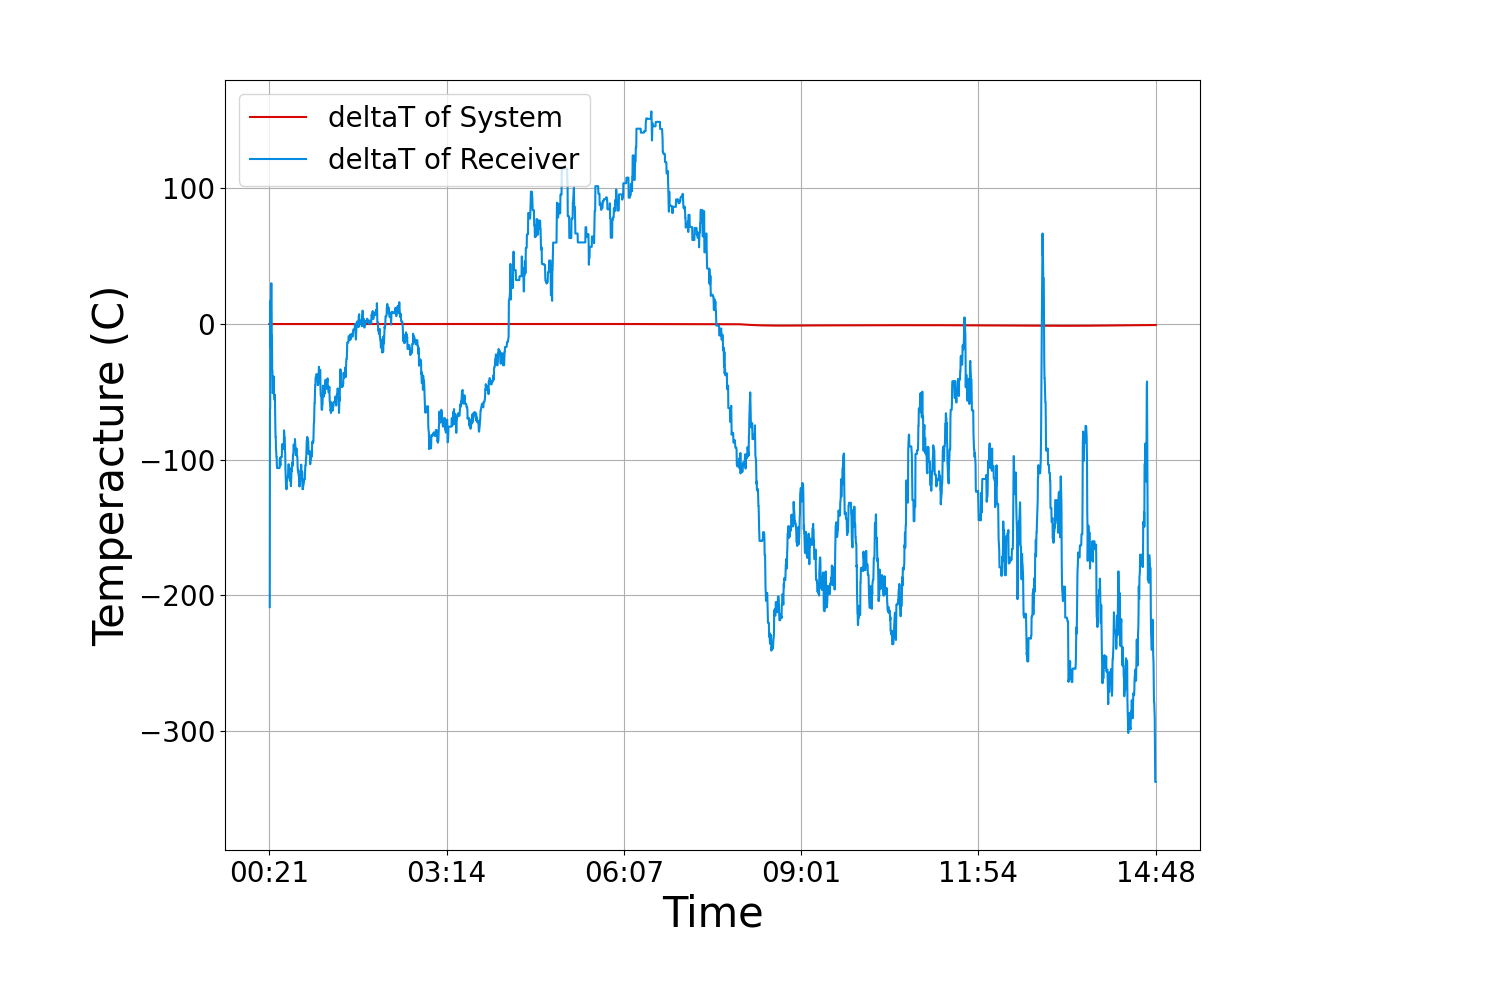 deltaT of System
deltaT of Receiver
Temperacture (C)
100
0
−100
−200
−300
00:21 03:14 06:07 09:01 11:54 14:48
Time